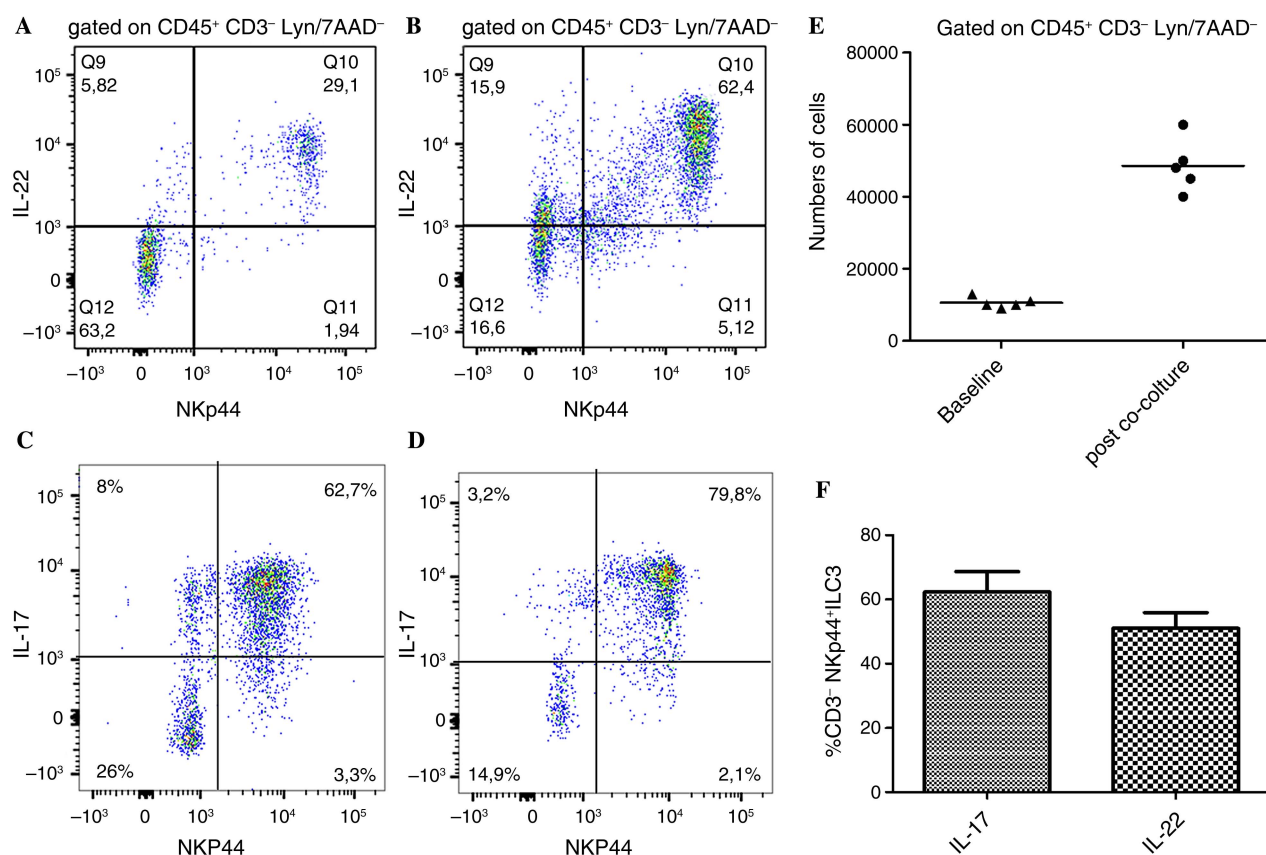 A
gated on CD45+ CD3– Lyn/7AAD–
Q9
5,82
Q10
29,1
Q12
63,2
Q11
1,94
10⁵
10⁴
10³
0
–10³
IL-22
–10³ 0 10³ 10⁴ 10⁵
NKp44
B
gated on CD45+ CD3– Lyn/7AAD–
Q9
15,9
Q10
62,4
Q12
16,6
Q11
5,12
10⁵
10⁴
10³
0
–10³
IL-22
–10³ 0 10³ 10⁴ 10⁵
NKp44
E
Gated on CD45+ CD3– Lyn/7AAD–
80000
60000
40000
20000
0
Numbers of cells
Baseline
post co-colture
C
8%
62,7%
26%
3,3%
10⁵
10⁴
10³
0
–10³
IL-17
–10³ 0 10³ 10⁴ 10⁵
NKP44
D
3,2%
79,8%
14,9%
2,1%
10⁵
10⁴
10³
0
–10³
IL-17
–10³ 0 10³ 10⁴ 10⁵
NKP44
F
80
60
40
20
0
%CD3– NKp44+ILC3
IL-17
IL-22